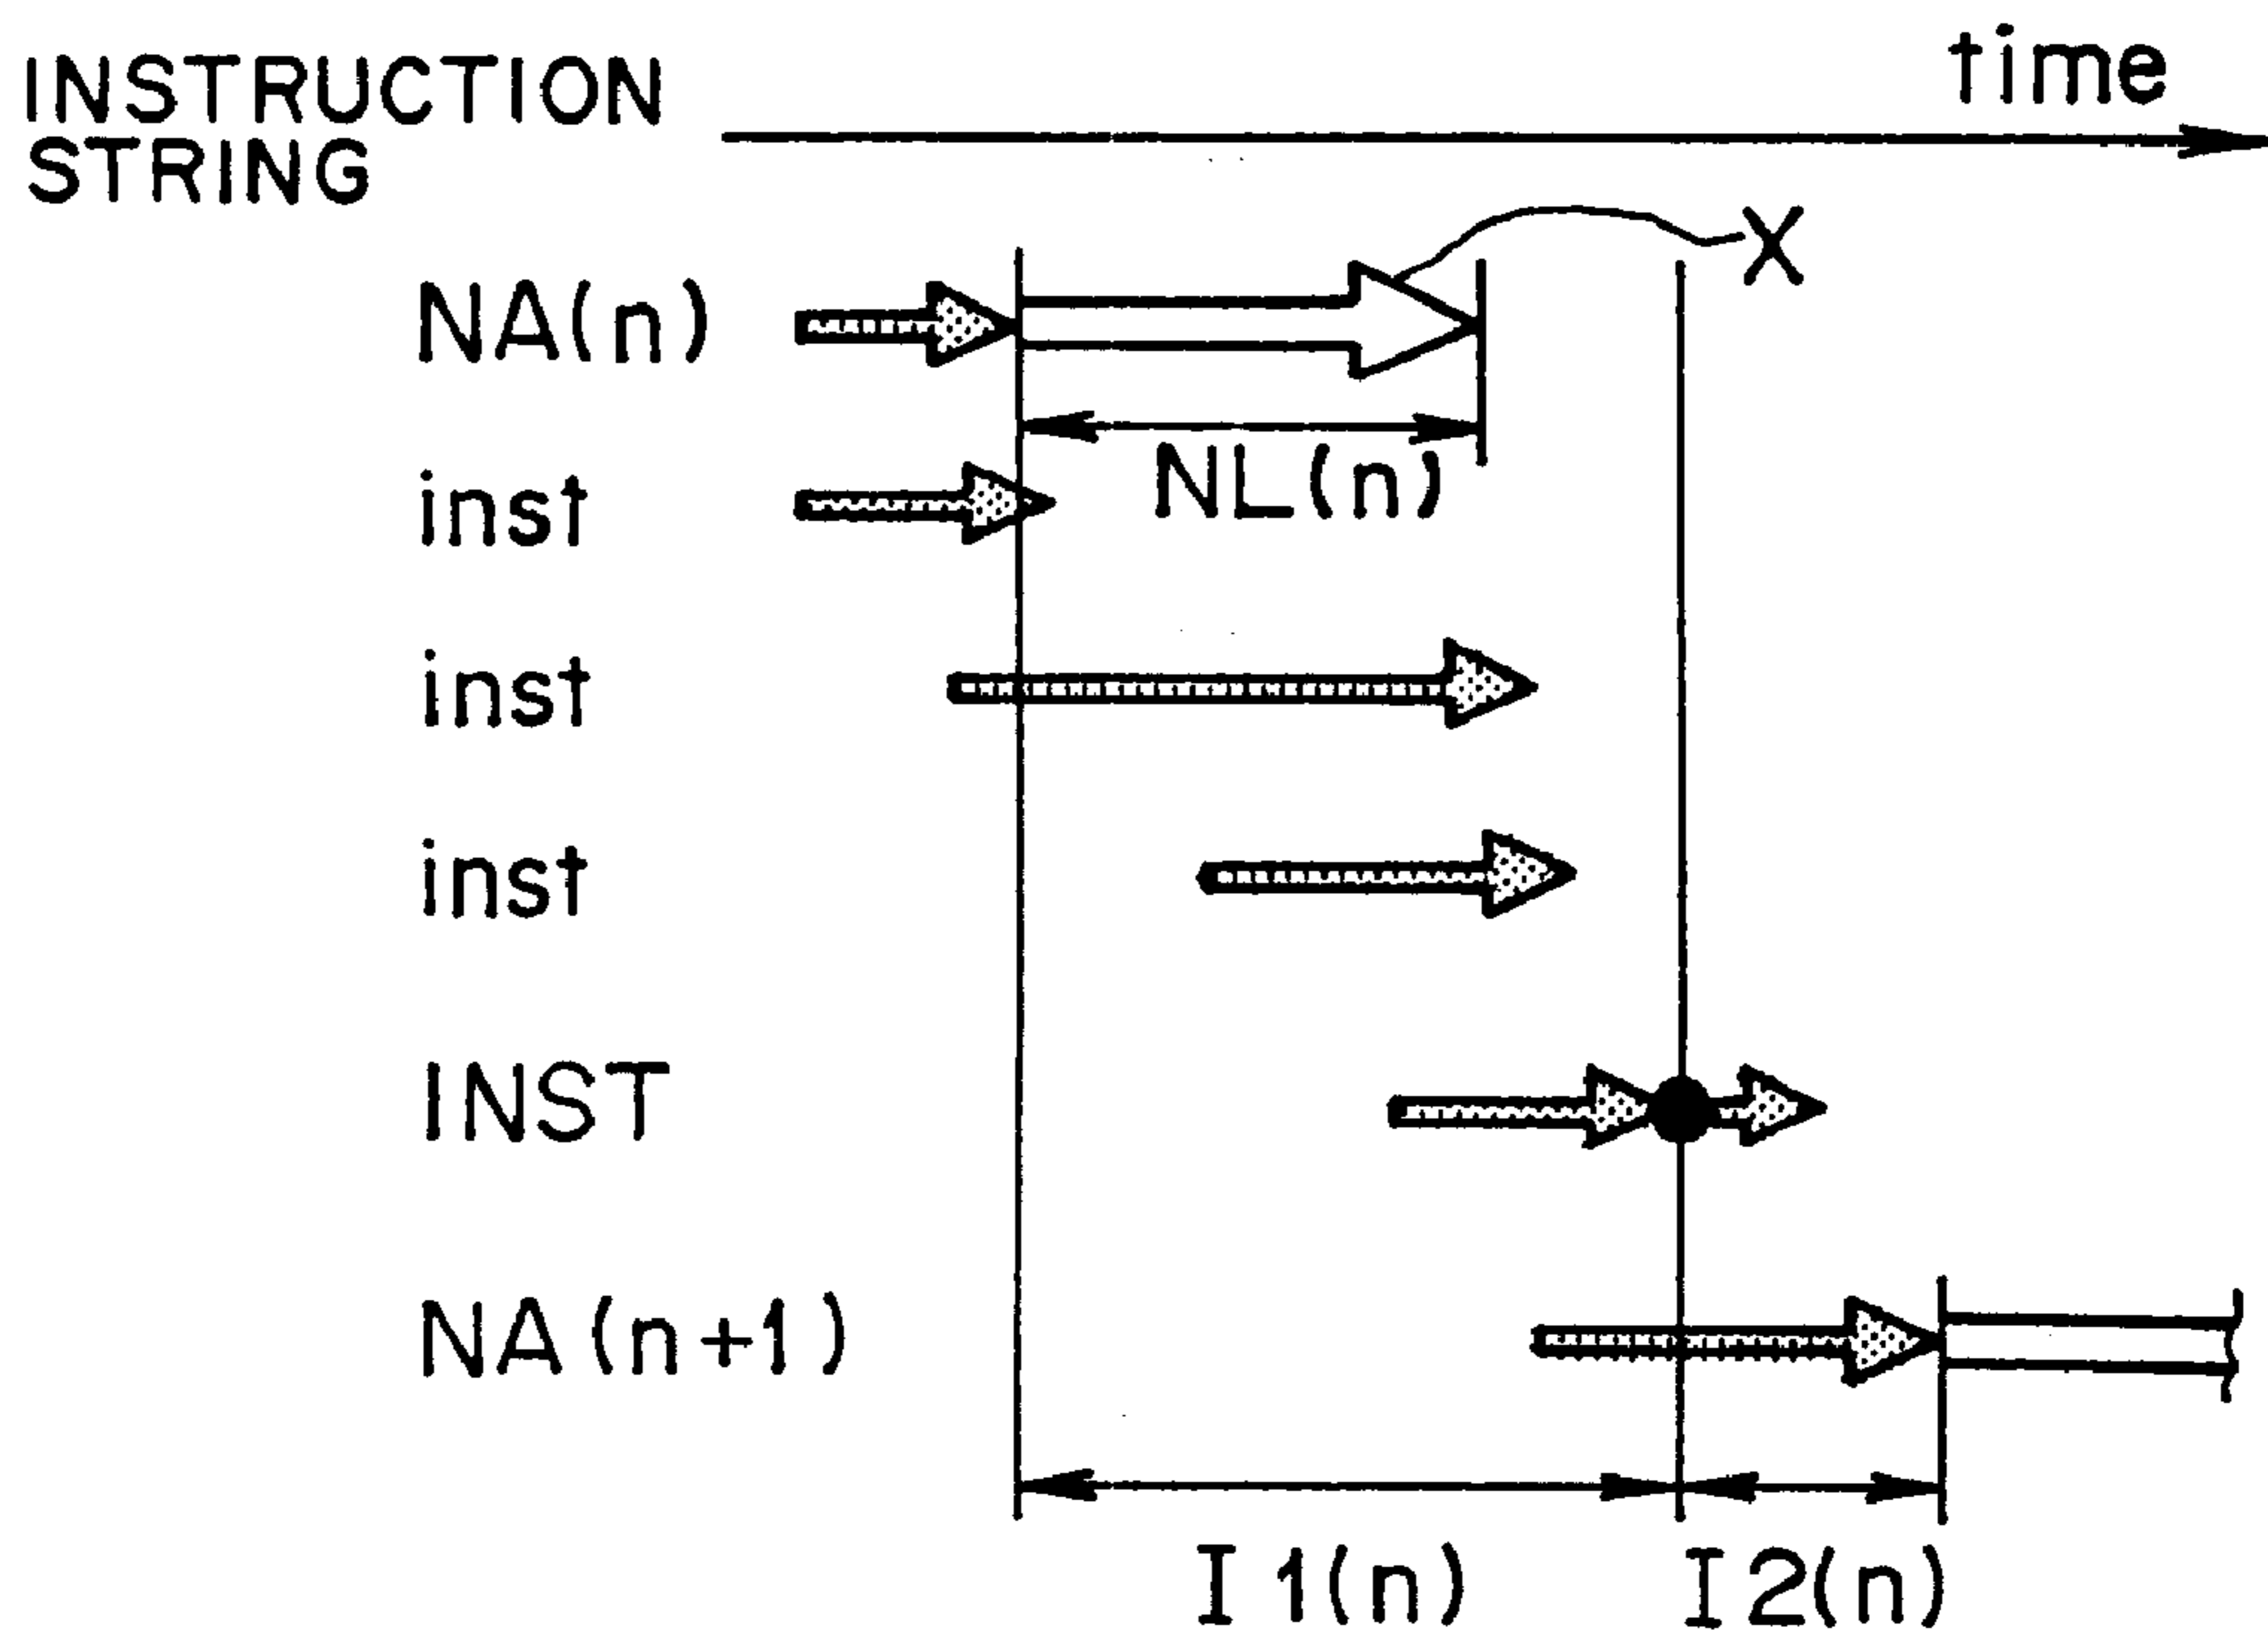 INSTRUCTION
STRING
time
X
NA(n)
NL(n)
inst
inst
inst
INST
NA(n+1)
I1(n)
I2(n)